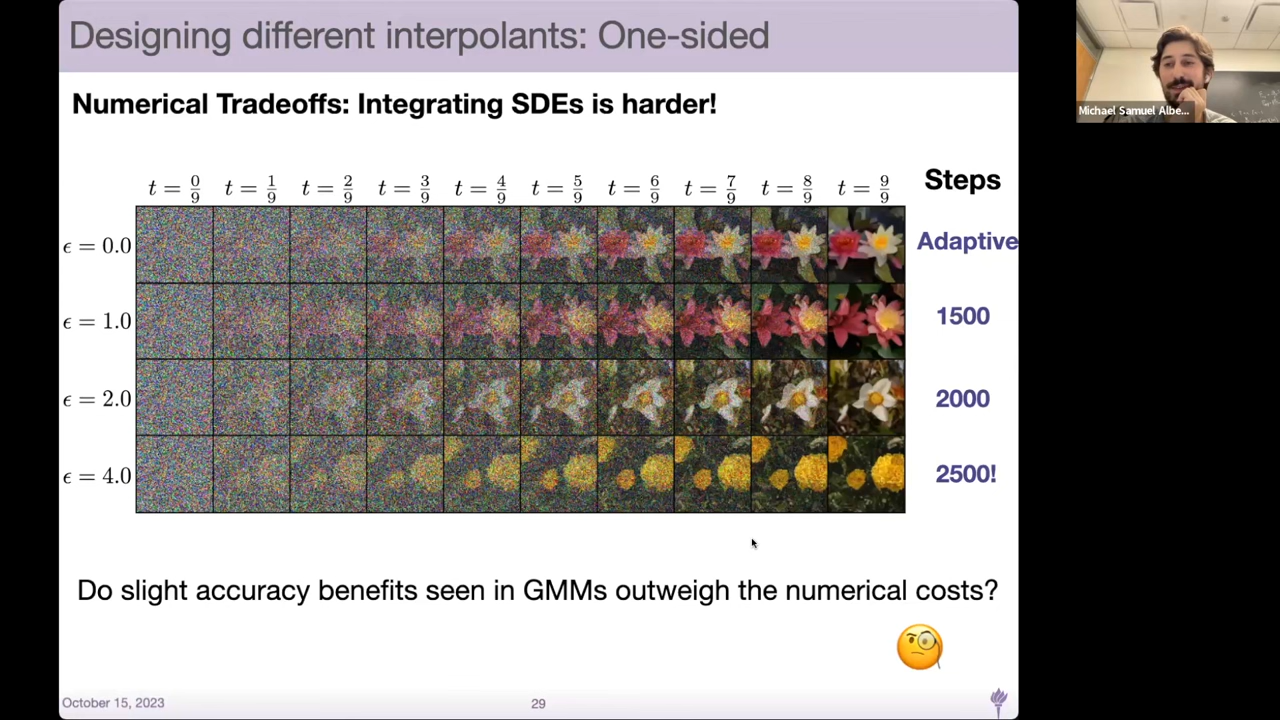 Designing different interpolants: One-sided
Numerical Tradeoffs: Integrating SDEs is harder!
t = 0/9 t = 1/9 t = 2/9 t = 3/9 t = 4/9 t = 5/9 t = 6/9 t = 7/9 t = 8/9 t = 9/9 Steps
ϵ = 0.0 Adaptive
ϵ = 1.0 1500
ϵ = 2.0 2000
ϵ = 4.0 2500!
Do slight accuracy benefits seen in GMMs outweigh the numerical costs?
October 15, 2023 29
Michael Samuel Albe...